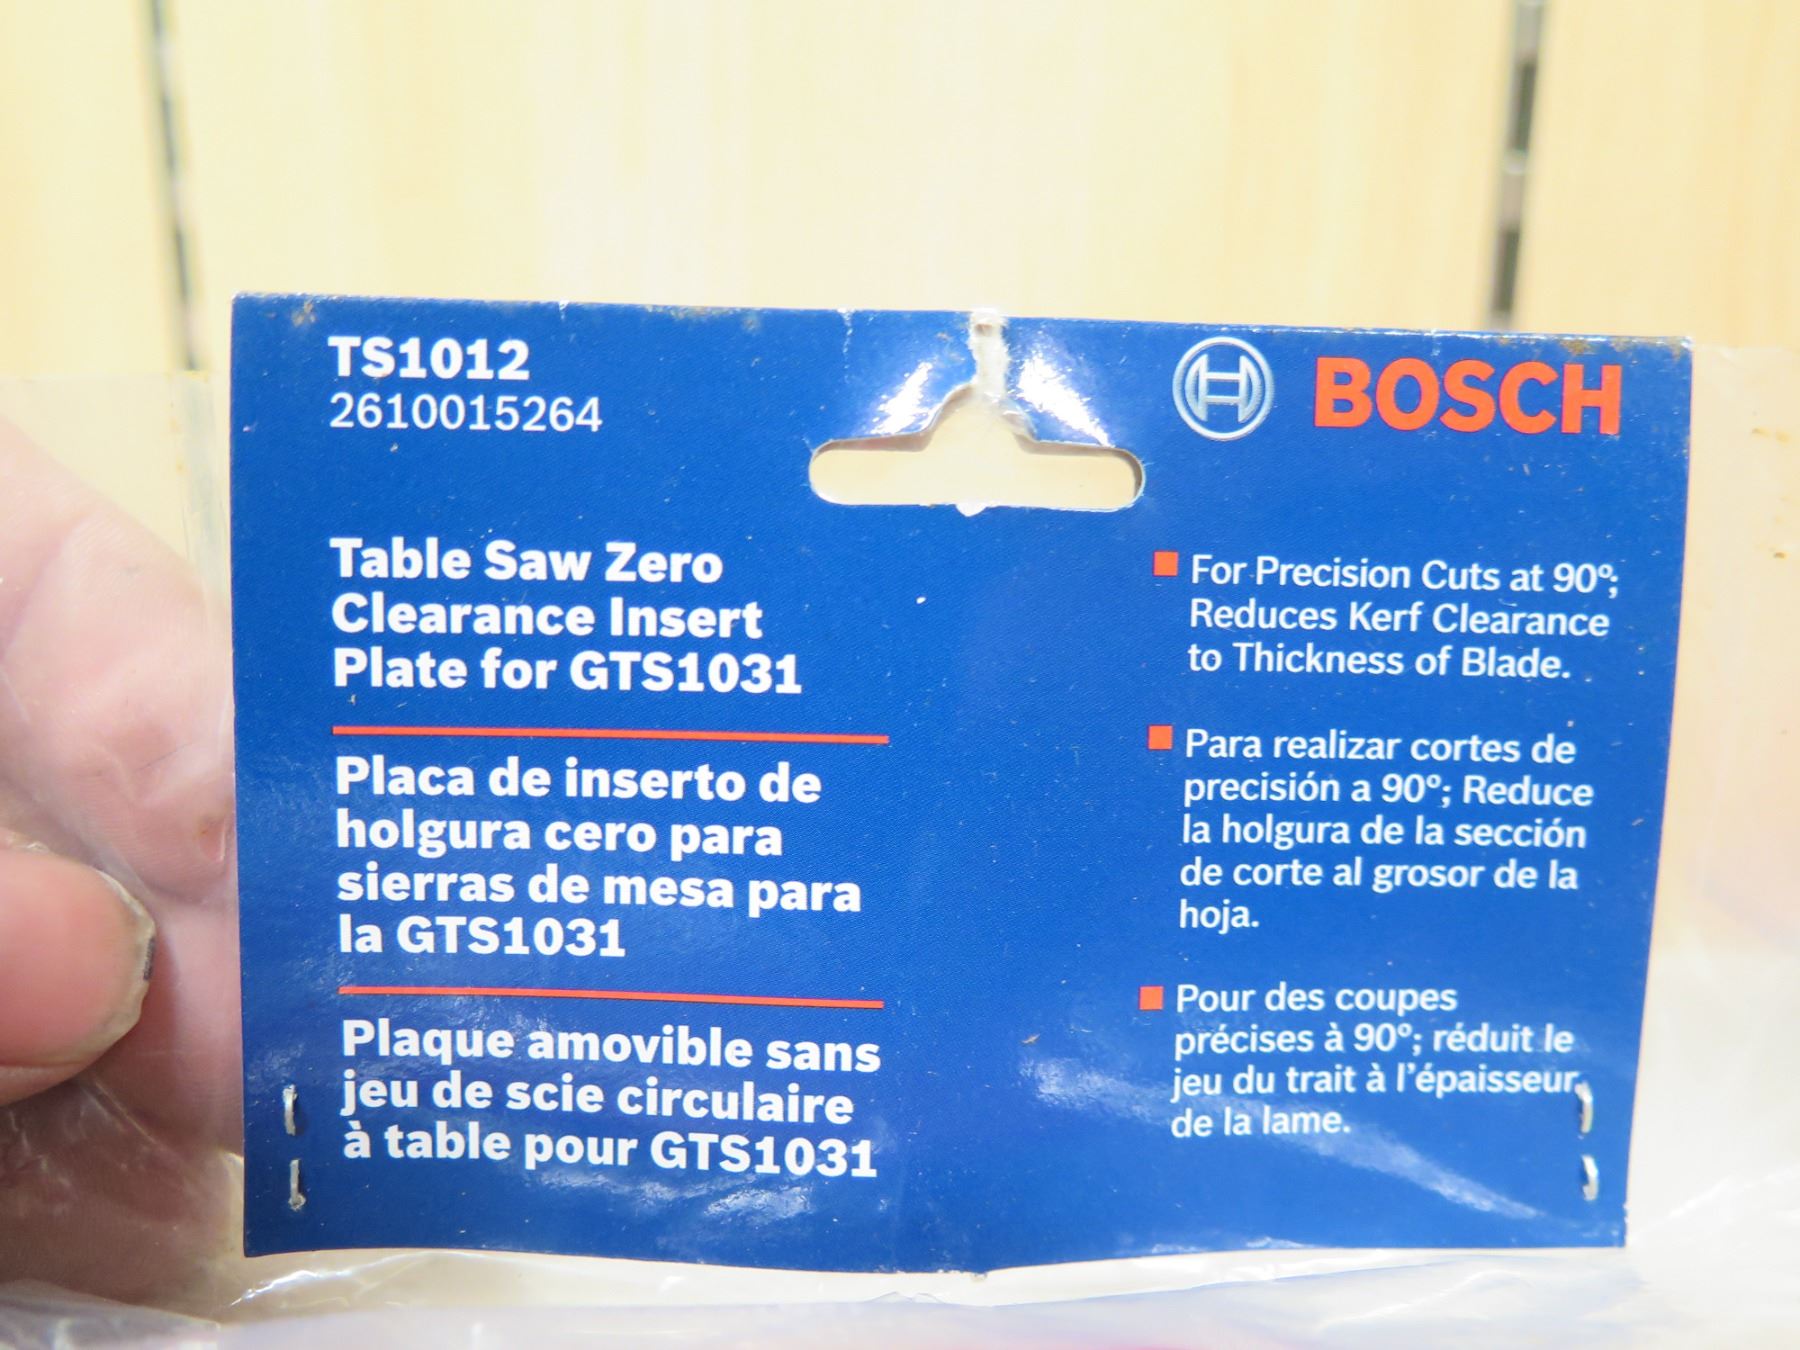 TS1012
2610015264
BOSCH
Table Saw Zero
Clearance Insert
Plate for GTS1031
Placa de inserto de
holgura cero para
sierras de mesa para
la GTS1031
Plaque amovible sans
jeu de scie circulaire
à table pour GTS1031
For Precision Cuts at 90º;
Reduces Kerf Clearance
to Thickness of Blade.
Para realizar cortes de
precisión a 90º; Reduce
la holgura de la sección
de corte al grosor de la
hoja.
Pour des coupes
précises à 90º; réduit le
jeu du trait à l'épaisseur
de la lame.